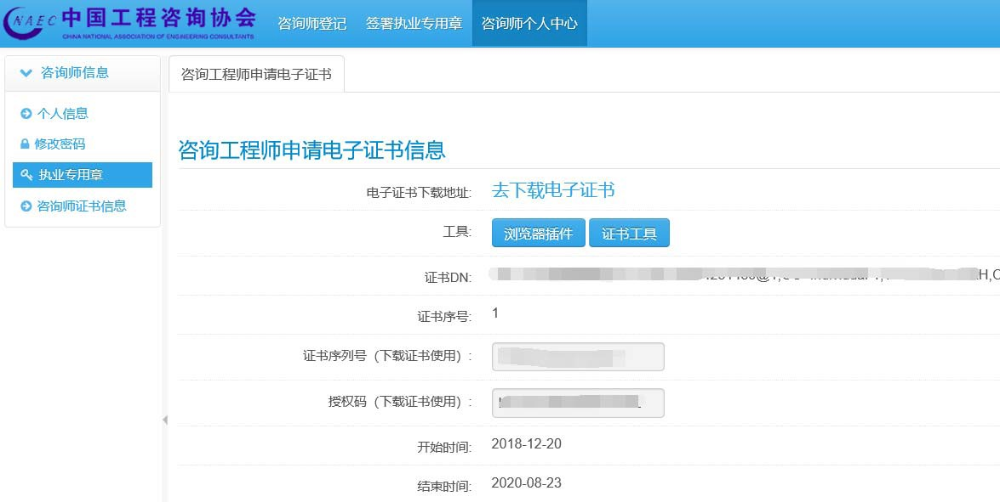 NAEC 中国工程咨询协会
CHINA NATIONAL ASSOCIATION OF ENGINEERING CONSULTANTS
咨询师登记 签署执业专用章 咨询师个人中心
咨询师信息
个人信息
修改密码
执业专用章
咨询师证书信息
咨询工程师申请电子证书
咨询工程师申请电子证书信息
电子证书下载地址: 去下载电子证书
工具: 浏览器插件 证书工具
证书DN:
证书序号: 1
证书序列号（下载证书使用）:
授权码（下载证书使用）:
开始时间: 2018-12-20
结束时间: 2020-08-23